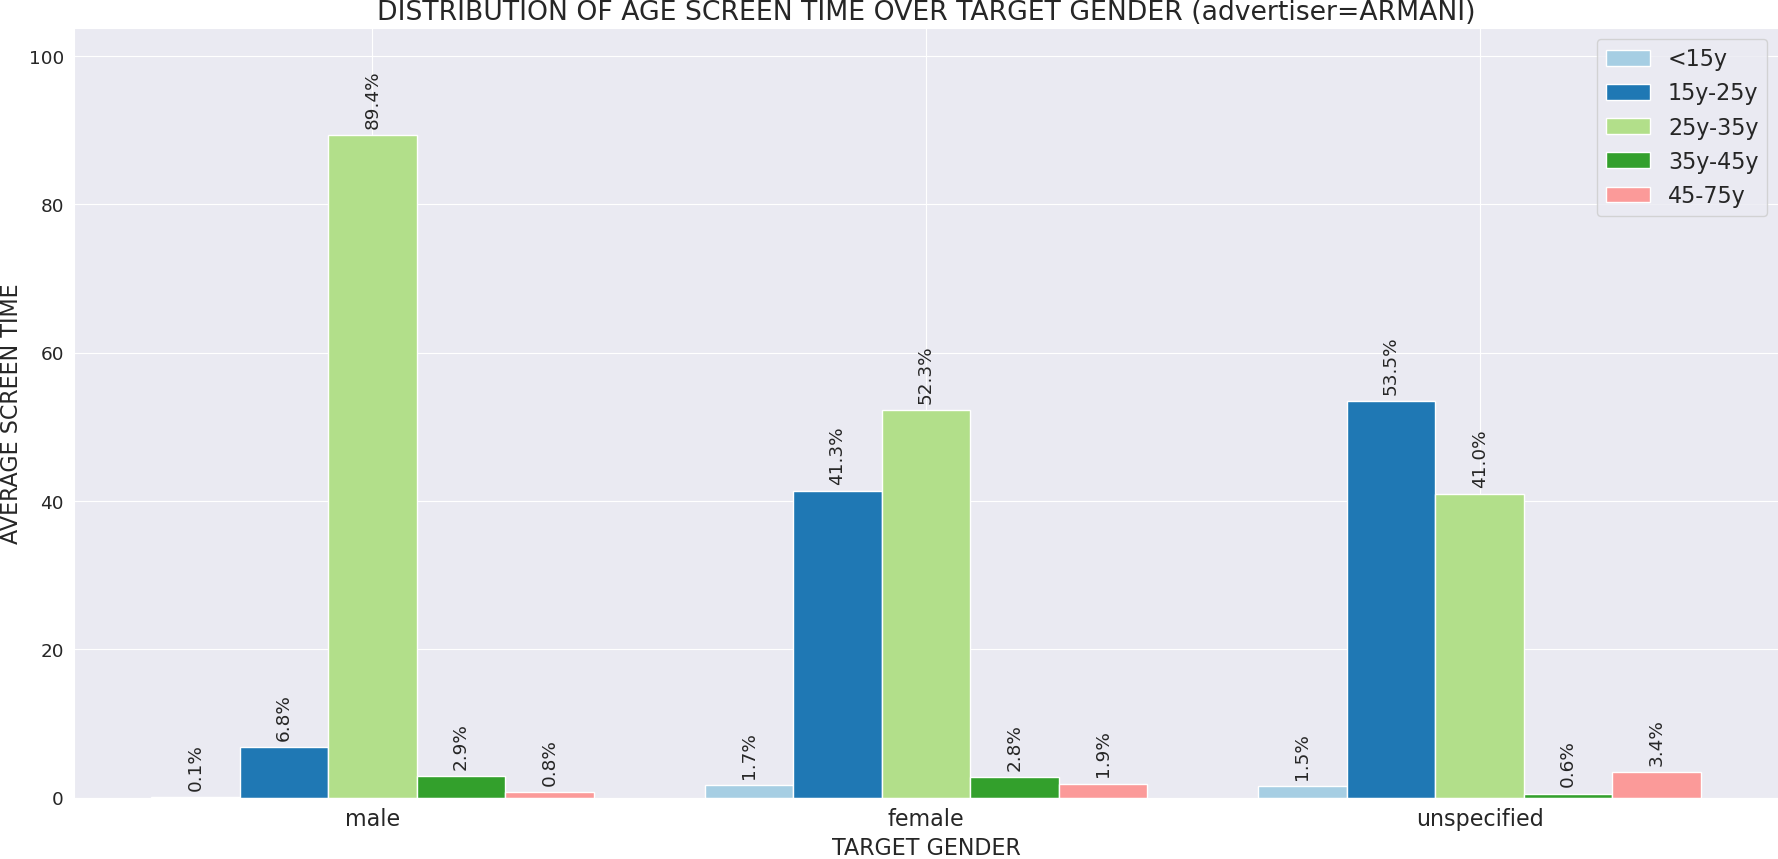 DISTRIBUTION OF AGE SCREEN TIME OVER TARGET GENDER (advertiser=ARMANI)
AVERAGE SCREEN TIME
100
80
60
40
20
0
<15y
15y-25y
25y-35y
35y-45y
45-75y
0.1%
6.8%
89.4%
2.9%
0.8%
1.7%
41.3%
52.3%
2.8%
1.9%
1.5%
53.5%
41.0%
0.6%
3.4%
male
female
unspecified
TARGET GENDER